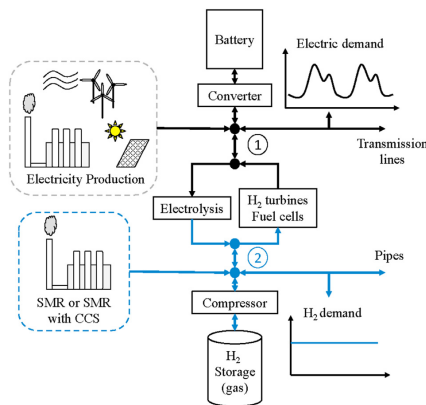 Battery
Electric demand
Converter
1
Transmission
lines
Electricity Production
Electrolysis
H2 turbines
Fuel cells
2
Pipes
SMR or SMR
with CCS
Compressor
H2 demand
H2
Storage
(gas)